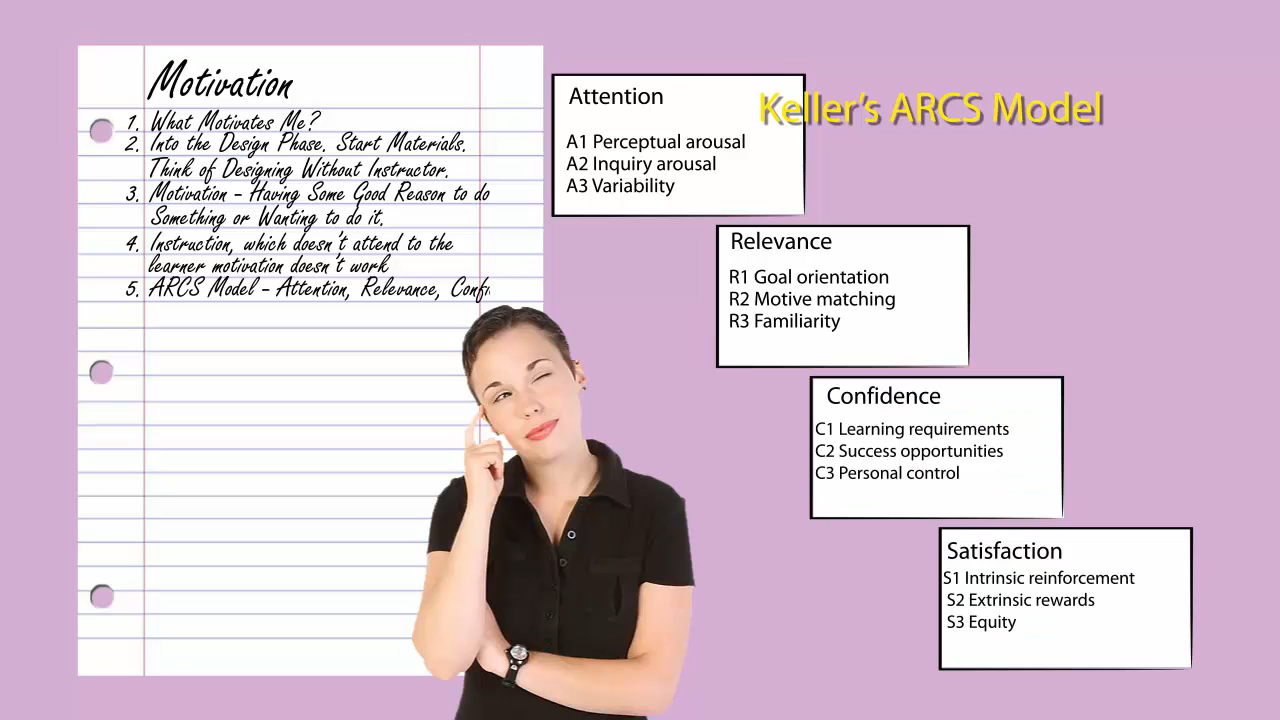 Motivation
1. What Motivates Me?
2. Into the Design Phase. Start Materials.
Think of Designing Without Instructor.
3. Motivation - Having Some Good Reason to do
Something or Wanting to do it.
4. Instruction, which doesn't attend to the
learner motivation doesn't work
5. ARCS Model - Attention, Relevance,
Keller's ARCS Model
Attention
A1 Perceptual arousal
A2 Inquiry arousal
A3 Variability
Relevance
R1 Goal orientation
R2 Motive matching
R3 Familiarity
Confidence
C1 Learning requirements
C2 Success opportunities
C3 Personal control
Satisfaction
S1 Intrinsic reinforcement
S2 Extrinsic rewards
S3 Equity